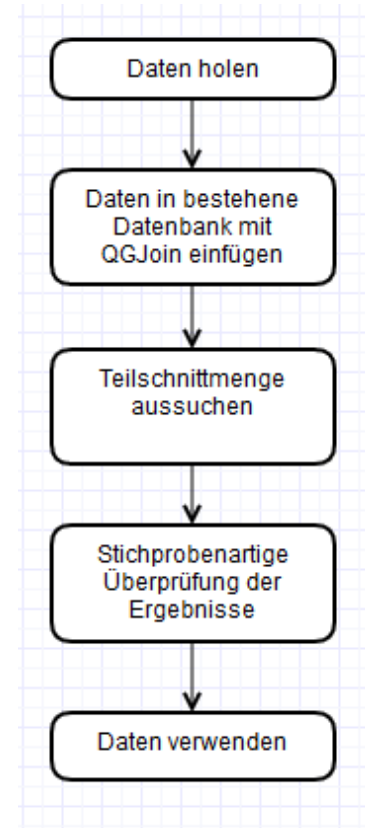 Daten holen
Daten in bestehene
Datenbank mit
QGJoin einfügen
Teilschnittmenge
aussuchen
Stichprobenartige
Überprüfung der
Ergebnisse
Daten verwenden